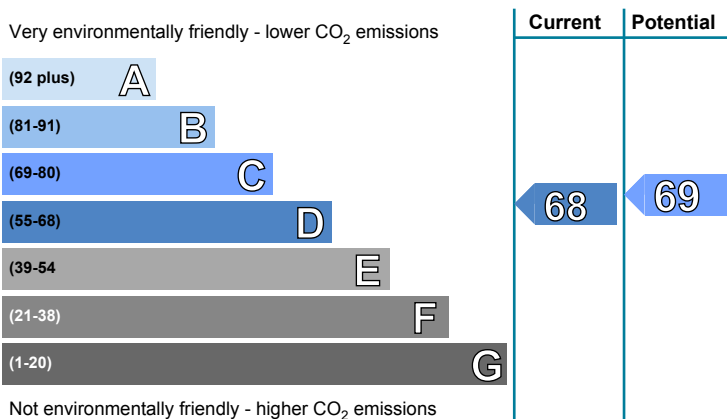 Very environmentally friendly - lower CO2 emissions
Current
Potential
(92 plus) A
(81-91) B
(69-80) C
(55-68) D
(39-54 E
(21-38) F
(1-20) G
68
69
Not environmentally friendly - higher CO2 emissions